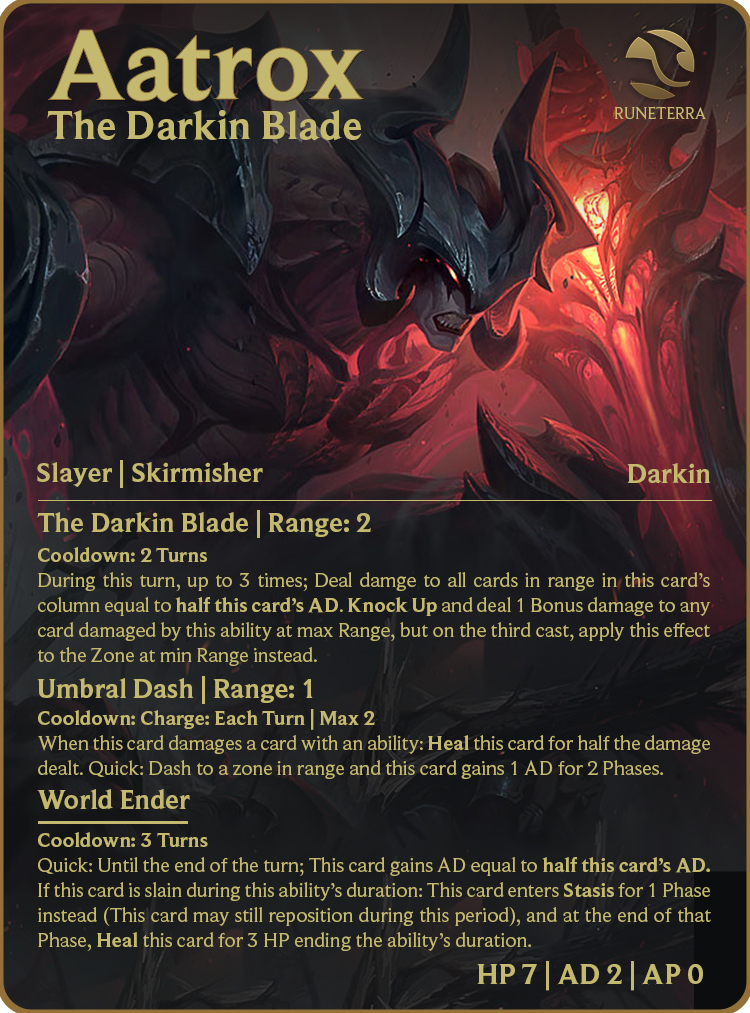 Aatrox
The Darkin Blade
RUNETERRA
Slayer | Skirmisher
Darkin
The Darkin Blade | Range: 2
Cooldown: 2 Turns
During this turn, up to 3 times; Deal damge to all cards in range in this card's
column equal to half this card's AD. Knock Up and deal 1 Bonus damage to any
card damaged by this ability at max Range, but on the third cast, apply this effect
to the Zone at min Range instead.
Umbral Dash | Range: 1
Cooldown: Charge: Each Turn | Max 2
When this card damages a card with an ability: Heal this card for half the damage
dealt. Quick: Dash to a zone in range and this card gains 1 AD for 2 Phases.
World Ender
Cooldown: 3 Turns
Quick: Until the end of the turn; This card gains AD equal to half this card's AD.
If this card is slain during this ability's duration: This card enters Stasis for 1 Phase
instead (This card may still reposition during this period), and at the end of that
Phase, Heal this card for 3 HP ending the ability's duration.
HP 7 | AD 2 | AP 0